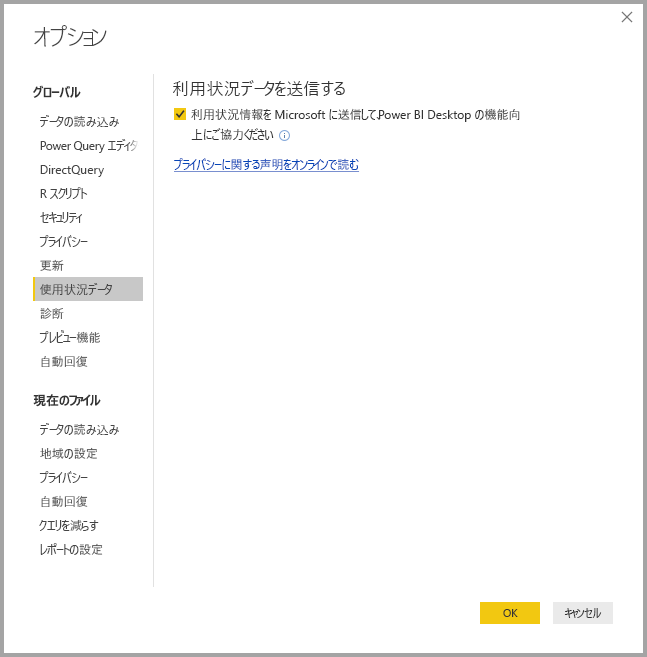 オプション
グローバル
データの読み込み
Power Query エディタ
DirectQuery
R スクリプト
セキュリティ
プライバシー
更新
使用状況データ
診断
プレビュー機能
自動回復
現在のファイル
データの読み込み
地域の設定
プライバシー
自動回復
クエリを減らす
レポートの設定
利用状況データを送信する
利用状況情報を Microsoft に送信して、Power BI Desktop の機能向
上にご協力ください
プライバシーに関する声明をオンラインで読む
OK
キャンセル